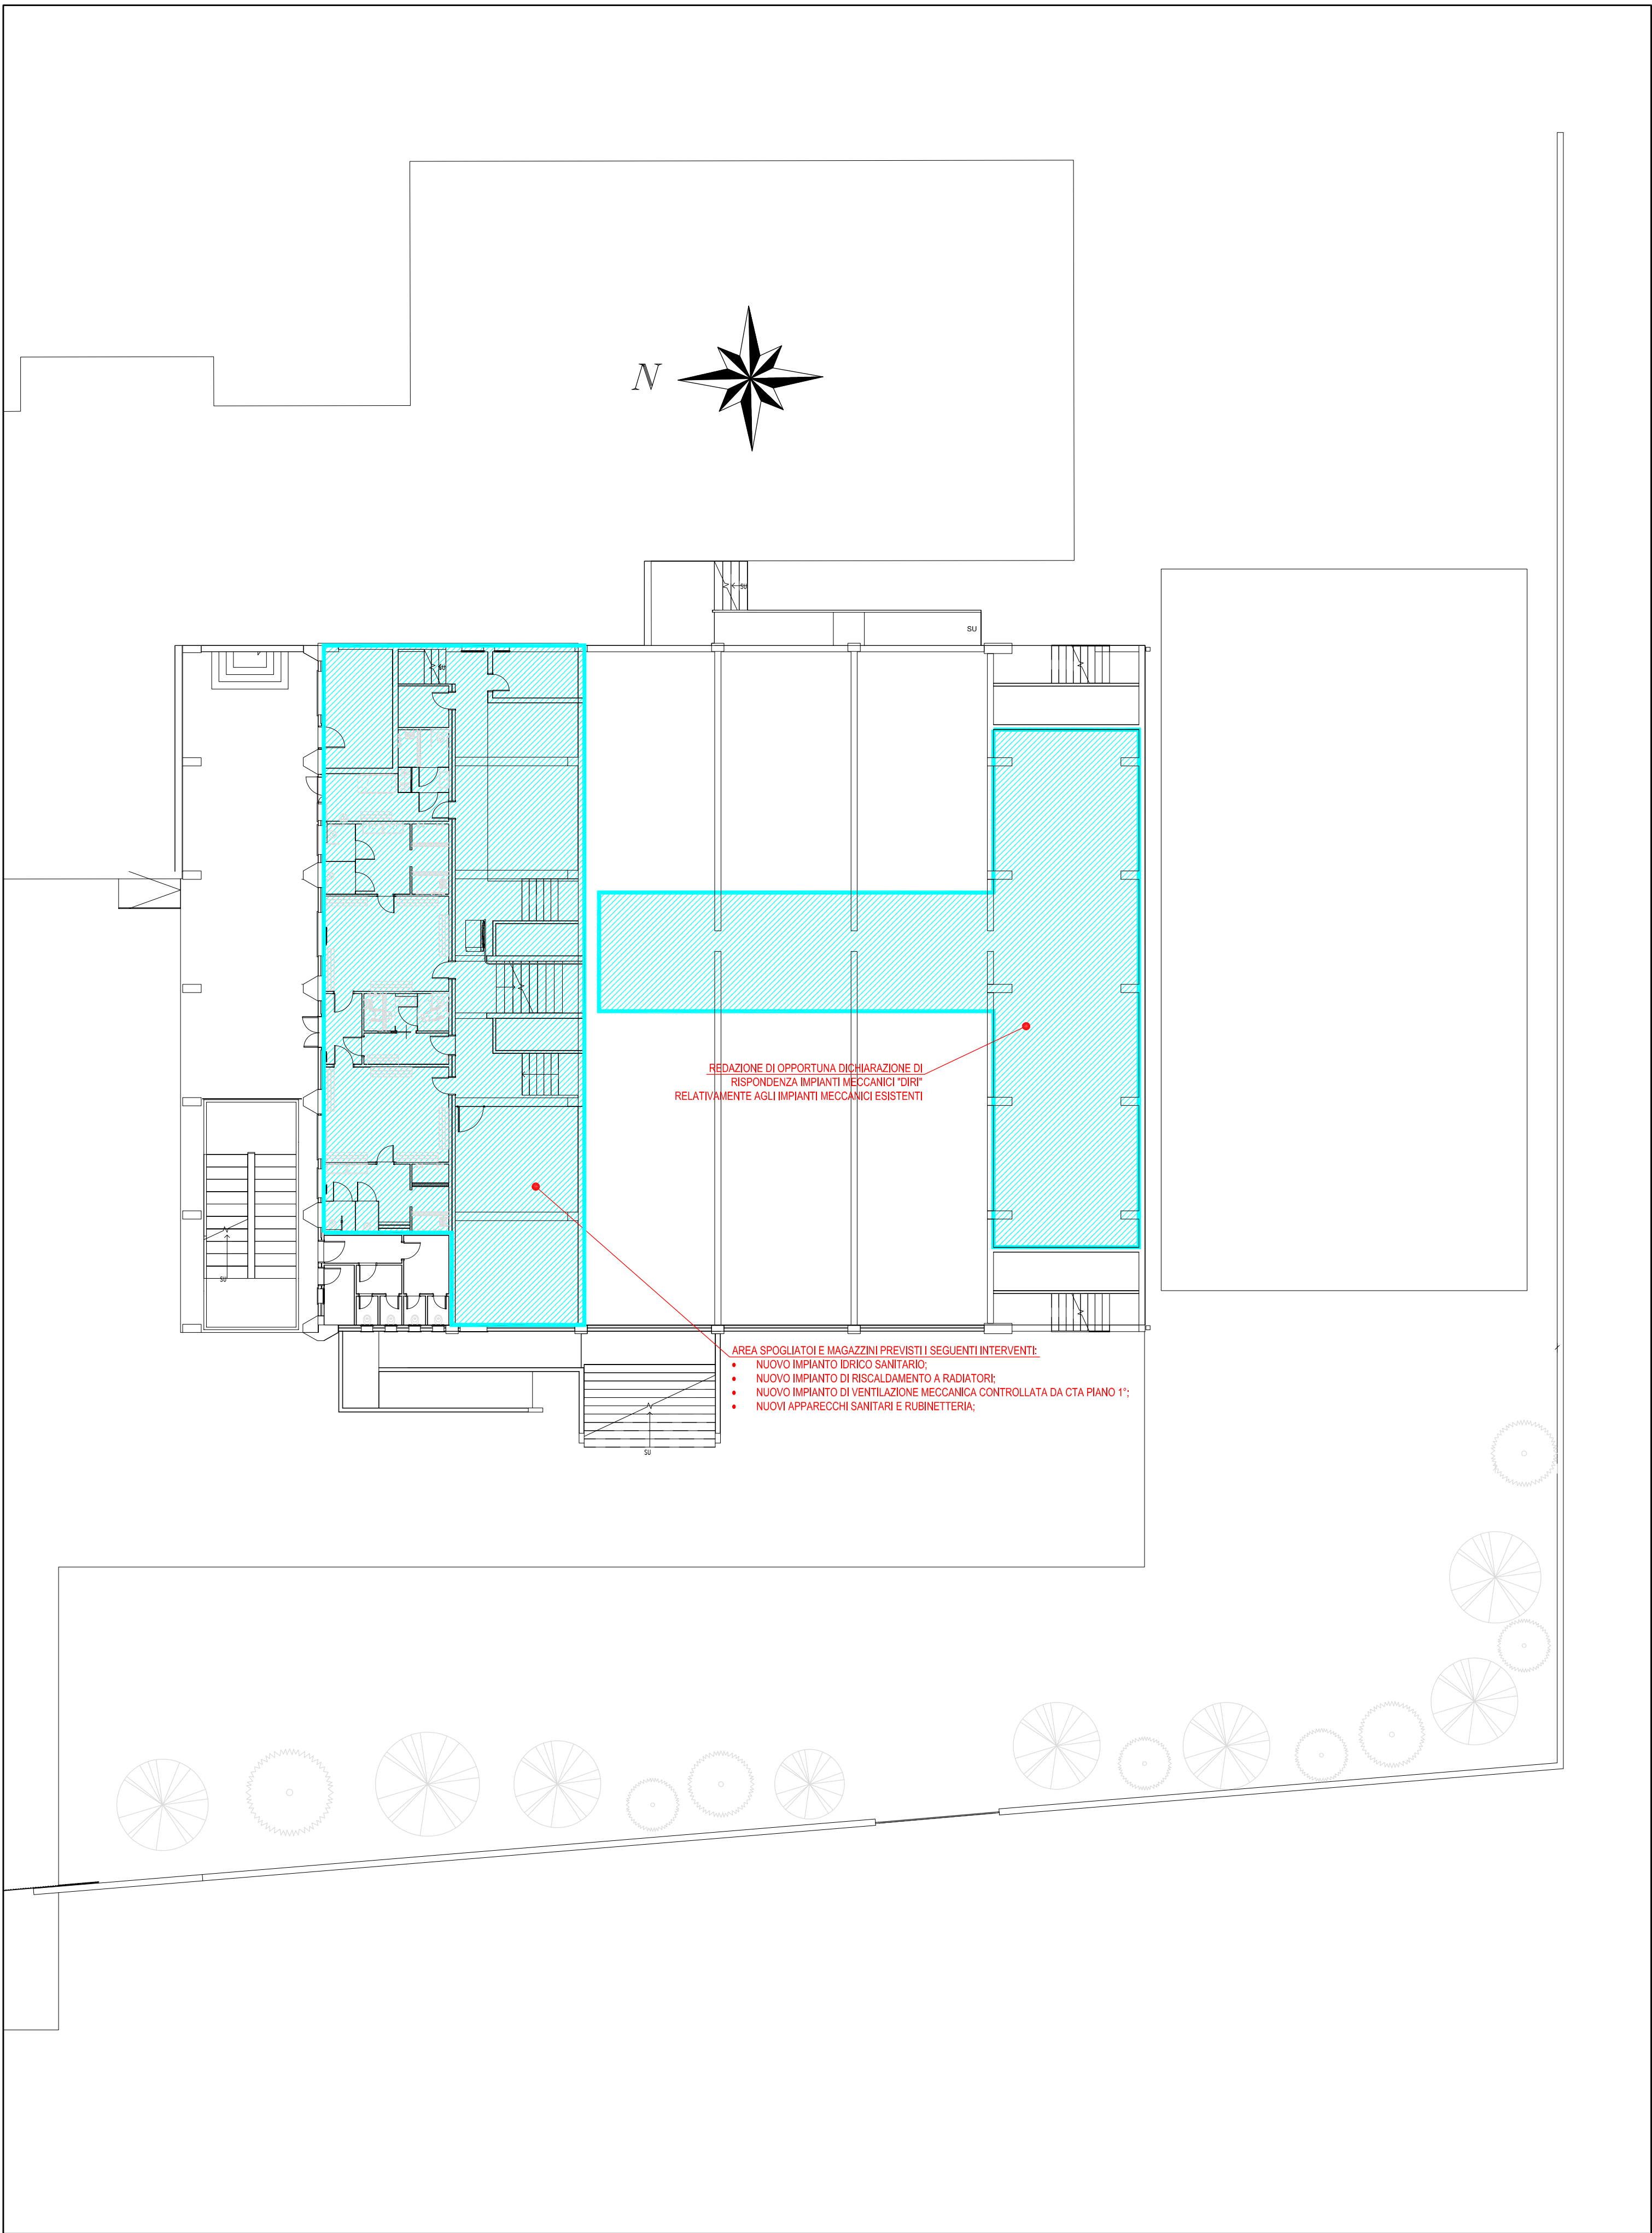 N
SU
SU
SU
REDAZIONE DI OPPORTUNA DICHIARAZIONE DI
RISPONDENZA IMPIANTI MECCANICI "DIRI"
RELATIVAMENTE AGLI IMPIANTI MECCANICI ESISTENTI
SU
AREA SPOGLIATOI E MAGAZZINI PREVISTI I SEGUENTI INTERVENTI:
• NUOVO IMPIANTO IDRICO SANITARIO;
• NUOVO IMPIANTO DI RISCALDAMENTO A RADIATORI;
• NUOVO IMPIANTO DI VENTILAZIONE MECCANICA CONTROLLATA DA CTA PIANO 1°;
• NUOVI APPARECCHI SANITARI E RUBINETTERIA;
SU